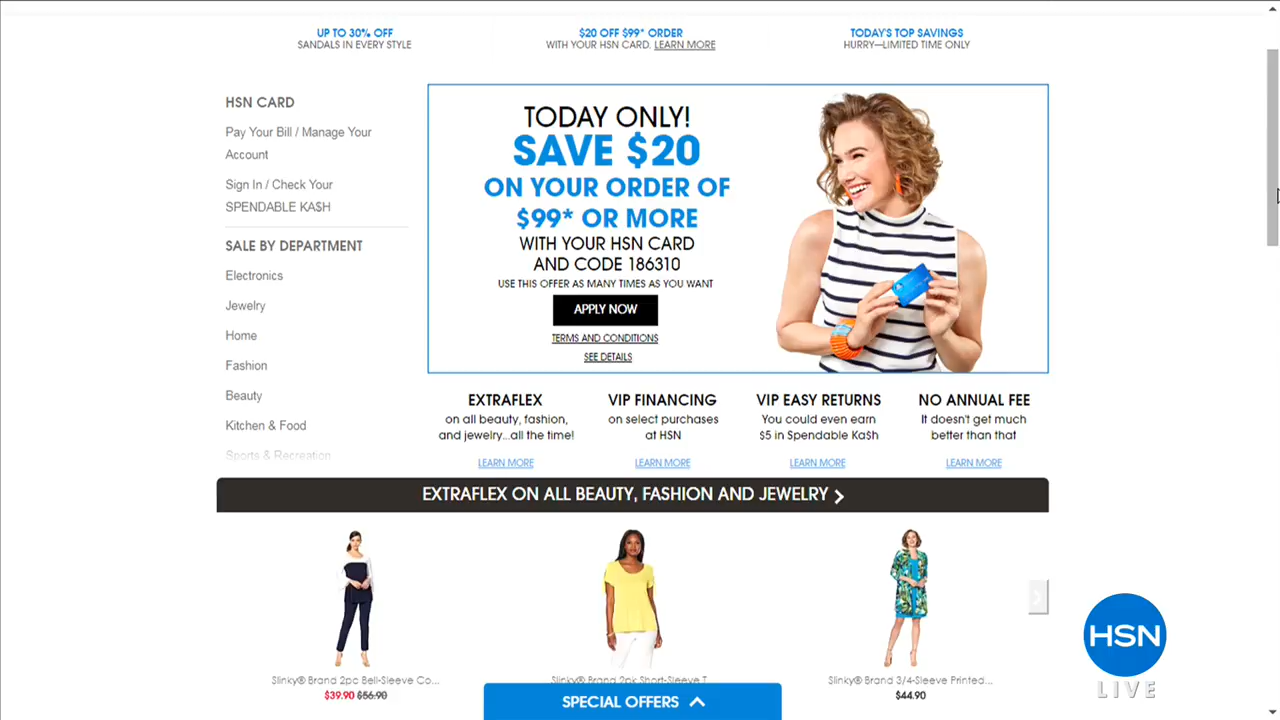 UP TO 30% OFF
SANDALS IN EVERY STYLE
$20 OFF $99* ORDER
WITH YOUR HSN CARD. LEARN MORE
TODAY'S TOP SAVINGS
HURRY—LIMITED TIME ONLY
HSN CARD
Pay Your Bill / Manage Your
Account
Sign In / Check Your
SPENDABLE KA$H
SALE BY DEPARTMENT
Electronics
Jewelry
Home
Fashion
Beauty
Kitchen & Food
Sports & Recreation
TODAY ONLY!
SAVE $20
ON YOUR ORDER OF
$99* OR MORE
WITH YOUR HSN CARD
AND CODE 186310
USE THIS OFFER AS MANY TIMES AS YOU WANT
APPLY NOW
TERMS AND CONDITIONS
SEE DETAILS
EXTRAFLEX
on all beauty, fashion,
and jewelry...all the time!
LEARN MORE
VIP FINANCING
on select purchases
at HSN
LEARN MORE
VIP EASY RETURNS
You could even earn
$5 in Spendable Ka$h
LEARN MORE
NO ANNUAL FEE
It doesn't get much
better than that
LEARN MORE
EXTRAFLEX ON ALL BEAUTY, FASHION AND JEWELRY
Slinky® Brand 2pc Bell-Sleeve Co...
$39.90 $56.90
Slinky® Brand 2pk Short-Sleeve T...
Slinky® Brand 3/4-Sleeve Printed...
$44.90
SPECIAL OFFERS
HSN
LIVE